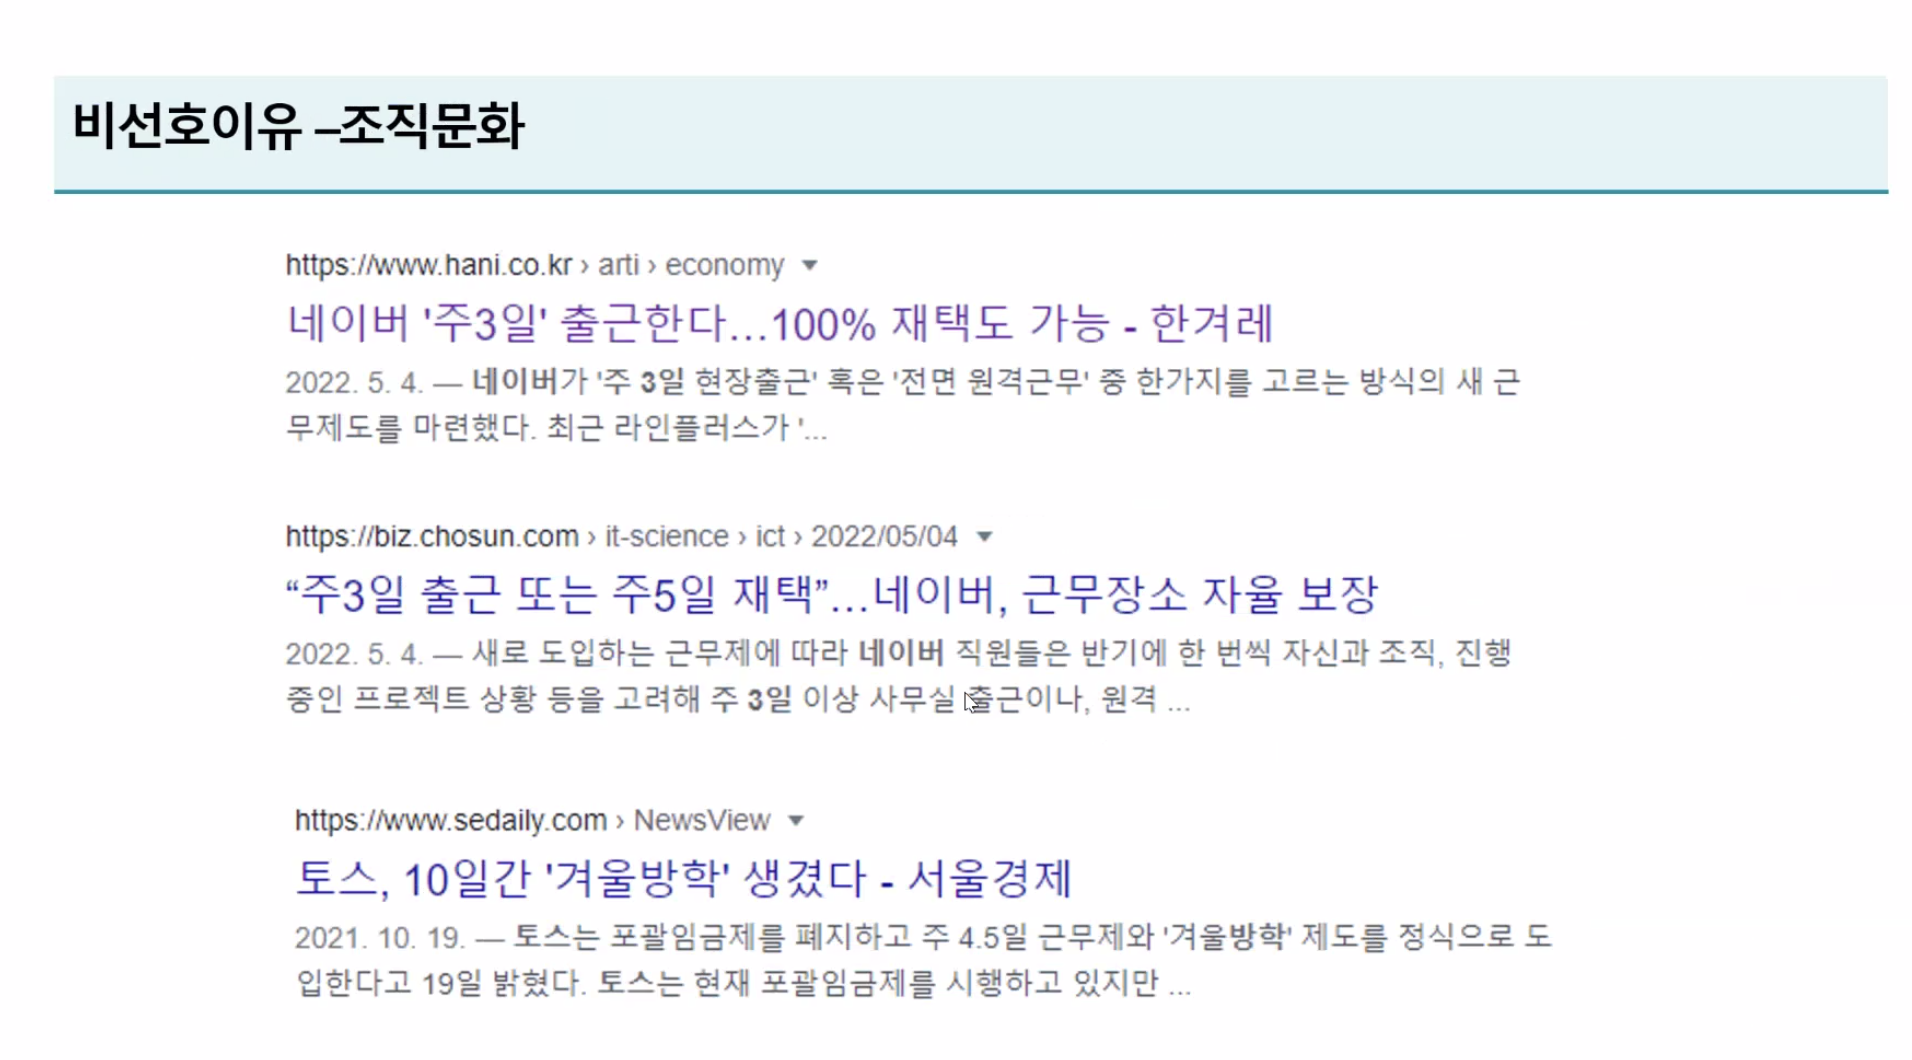 비선호이유 –조직문화
https://www.hani.co.kr › arti › economy
네이버 '주3일' 출근한다...100% 재택도 가능 - 한겨레
2022. 5. 4. — 네이버가 '주 3일 현장출근' 혹은 '전면 원격근무' 중 한가지를 고르는 방식의 새 근
무제도를 마련했다. 최근 라인플러스가 '...
https://biz.chosun.com › it-science › ict › 2022/05/04
“주3일 출근 또는 주5일 재택”...네이버, 근무장소 자율 보장
2022. 5. 4. — 새로 도입하는 근무제에 따라 네이버 직원들은 반기에 한 번씩 자신과 조직, 진행
중인 프로젝트 상황 등을 고려해 주 3일 이상 사무실 출근이나, 원격 ...
https://www.sedaily.com › NewsView
토스, 10일간 '겨울방학' 생겼다 - 서울경제
2021. 10. 19. — 토스는 포괄임금제를 폐지하고 주 4.5일 근무제와 '겨울방학' 제도를 정식으로 도
입한다고 19일 밝혔다. 토스는 현재 포괄임금제를 시행하고 있지만 ...